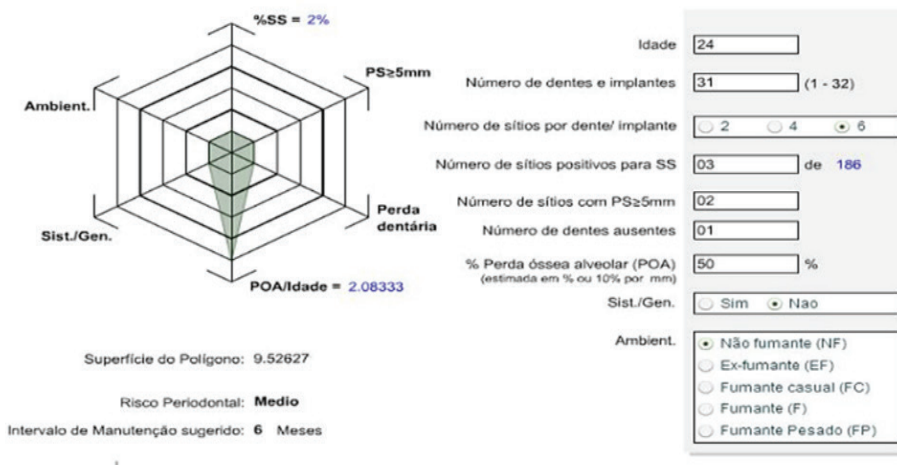 %SS = 2%
PS≥5mm
Ambient.
Perda
dentária
Sist./Gen.
POA/Idade = 2.08333
Superfície do Polígono: 9.52627
Risco Periodontal: Medio
Intervalo de Manutenção sugerido: 6 Meses
Idade 24
Número de dentes e implantes 31 (1 - 32)
Número de sítios por dente/ implante 2 4 6
Número de sítios positivos para SS 03 de 186
Número de sítios com PS≥5mm 02
Número de dentes ausentes 01
% Perda óssea alveolar (POA) 50 %
(estimada em % ou 10% por mm)
Sist./Gen. Sim Nao
Ambient. Não fumante (NF)
Ex-fumante (EF)
Fumante casual (FC)
Fumante (F)
Fumante Pesado (FP)